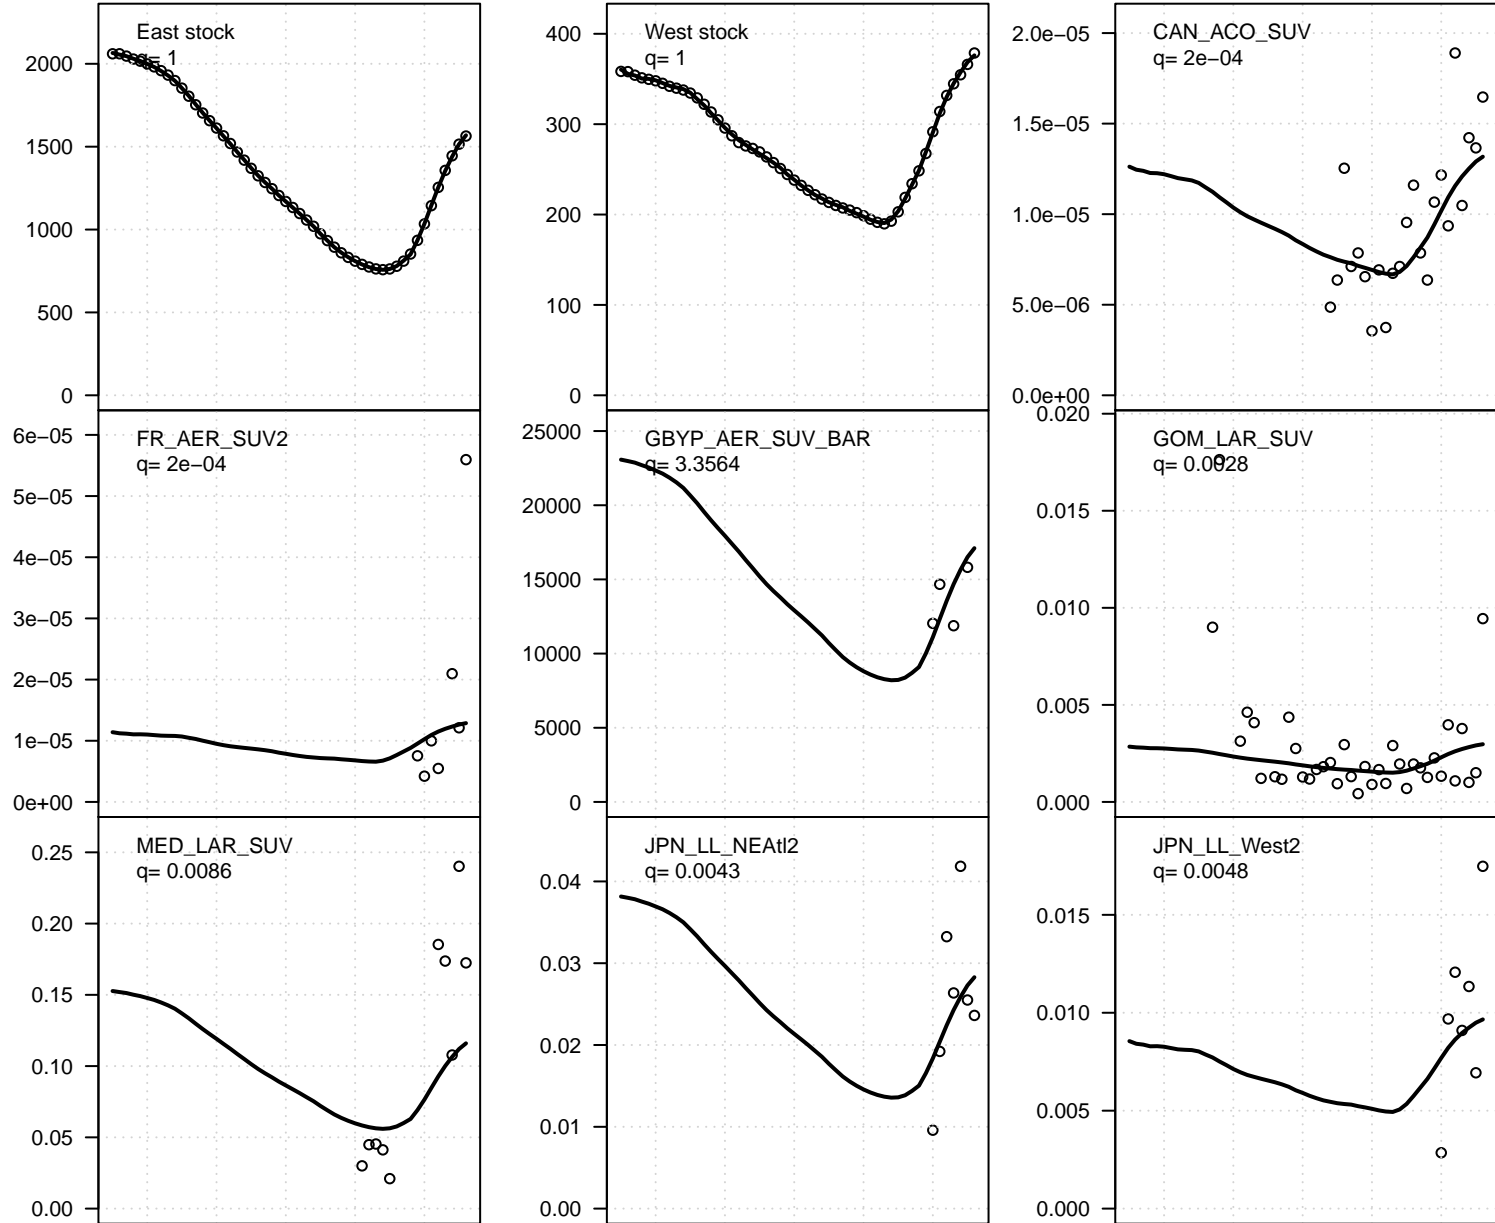 East stock
q= 1
2000
1500
1000
500
0
West stock
q= 1
400
300
200
100
0
CAN_ACO_SUV
q= 2e−04
2.0e−05
1.5e−05
1.0e−05
5.0e−06
0.0e+00
FR_AER_SUV2
q= 2e−04
6e−05
5e−05
4e−05
3e−05
2e−05
1e−05
0e+00
GBYP_AER_SUV_BAR
q= 3.3564
25000
20000
15000
10000
5000
0
GOM_LAR_SUV
q= 0.0028
0.020
0.015
0.010
0.005
0.000
MED_LAR_SUV
q= 0.0086
0.25
0.20
0.15
0.10
0.05
0.00
JPN_LL_NEAtl2
q= 0.0043
0.04
0.03
0.02
0.01
0.00
JPN_LL_West2
q= 0.0048
0.015
0.010
0.005
0.000